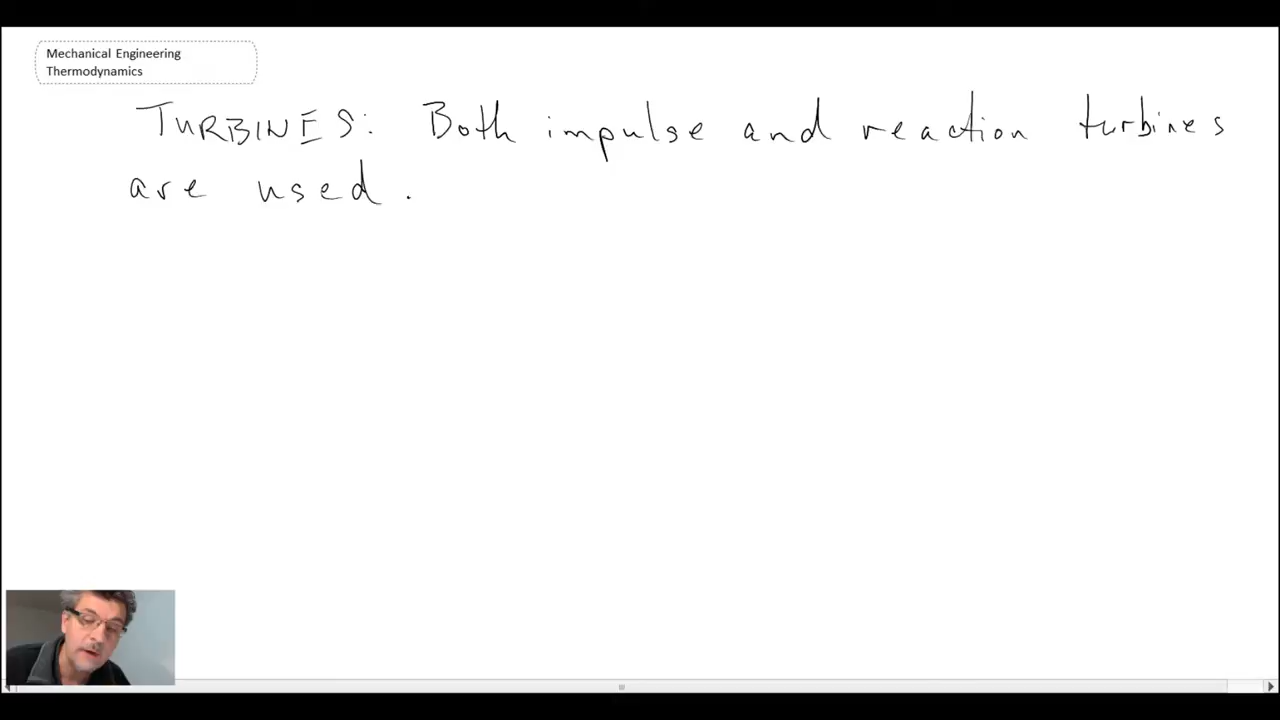 Mechanical Engineering
Thermodynamics
TURBINES: Both impulse and reaction turbines
are used.